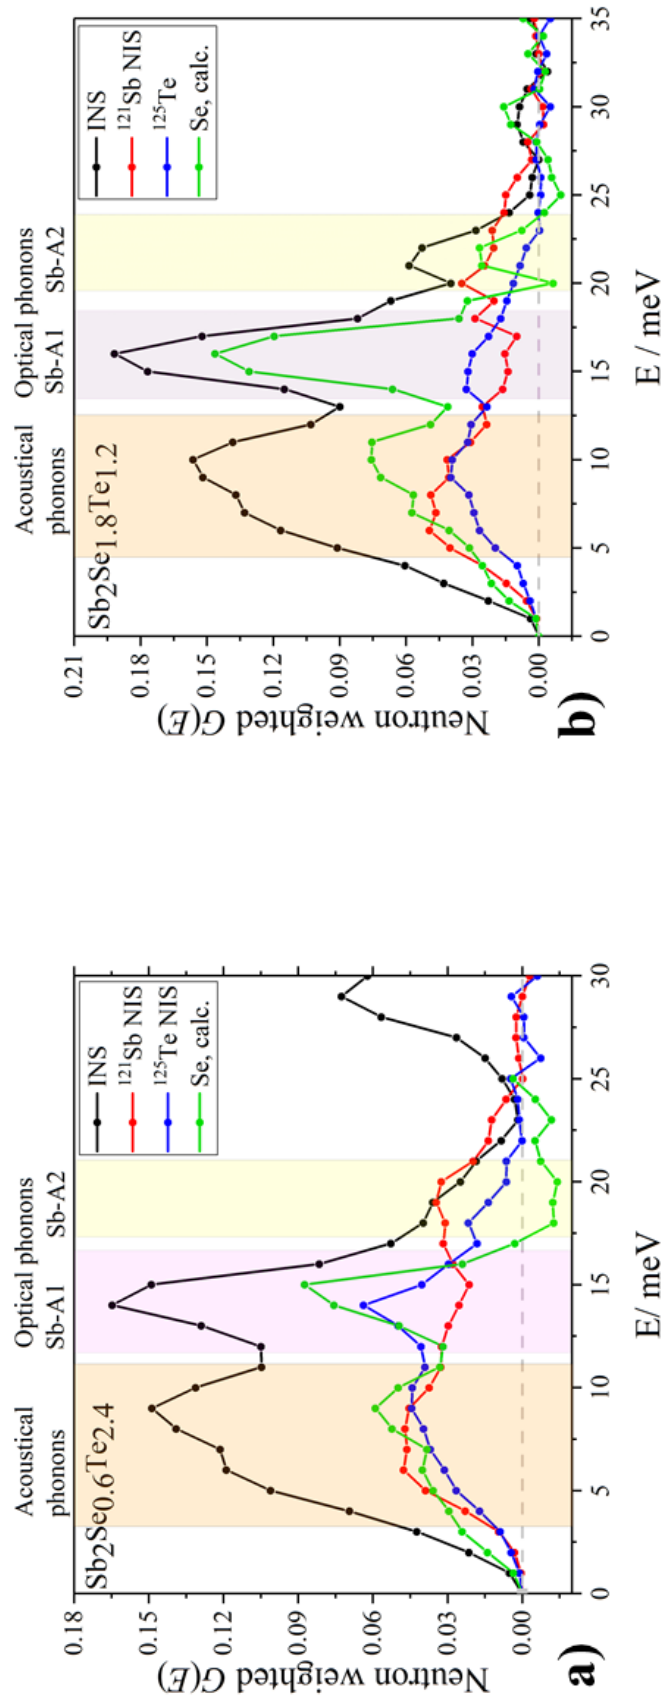 Acoustical
phonons
Optical phonons
Sb-A1
Sb-A2
Sb2Se0.6Te2.4
INS
121Sb NIS
125Te NIS
Se, calc.
Neutron weighted G(E)
0.18
0.15
0.12
0.09
0.06
0.03
0.00
0
5
10
15
20
25
30
E/ meV
a)
Acoustical
phonons
Optical phonons
Sb-A1
Sb-A2
Sb2Se1.8Te1.2
INS
121Sb NIS
125Te
Se, calc.
Neutron weighted G(E)
0.21
0.18
0.15
0.12
0.09
0.06
0.03
0.00
0
5
10
15
20
25
30
35
E / meV
b)